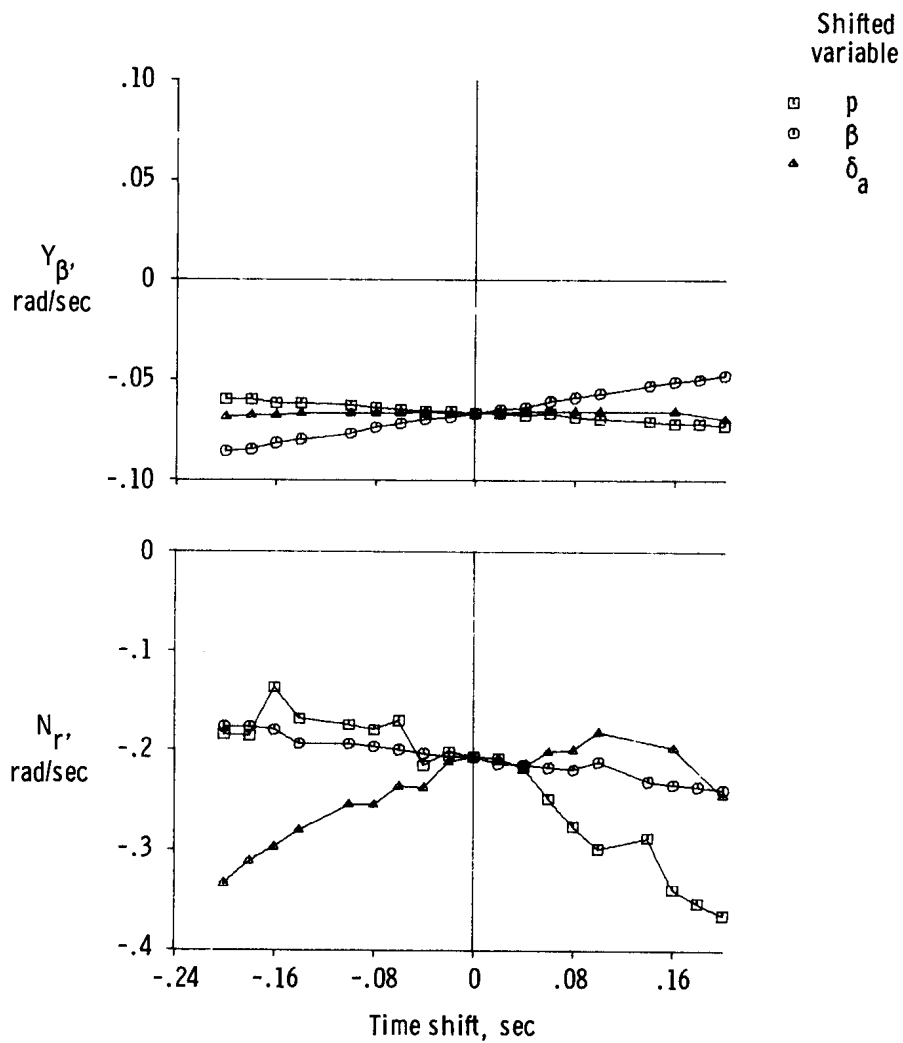 Shifted
variable
p
β
δa
.10
.05
0
-.05
-.10
Yβ,
rad/sec
0
-.1
-.2
-.3
-.4
Nr,
rad/sec
-.24 -.16 -.08 0 .08 .16
Time shift, sec